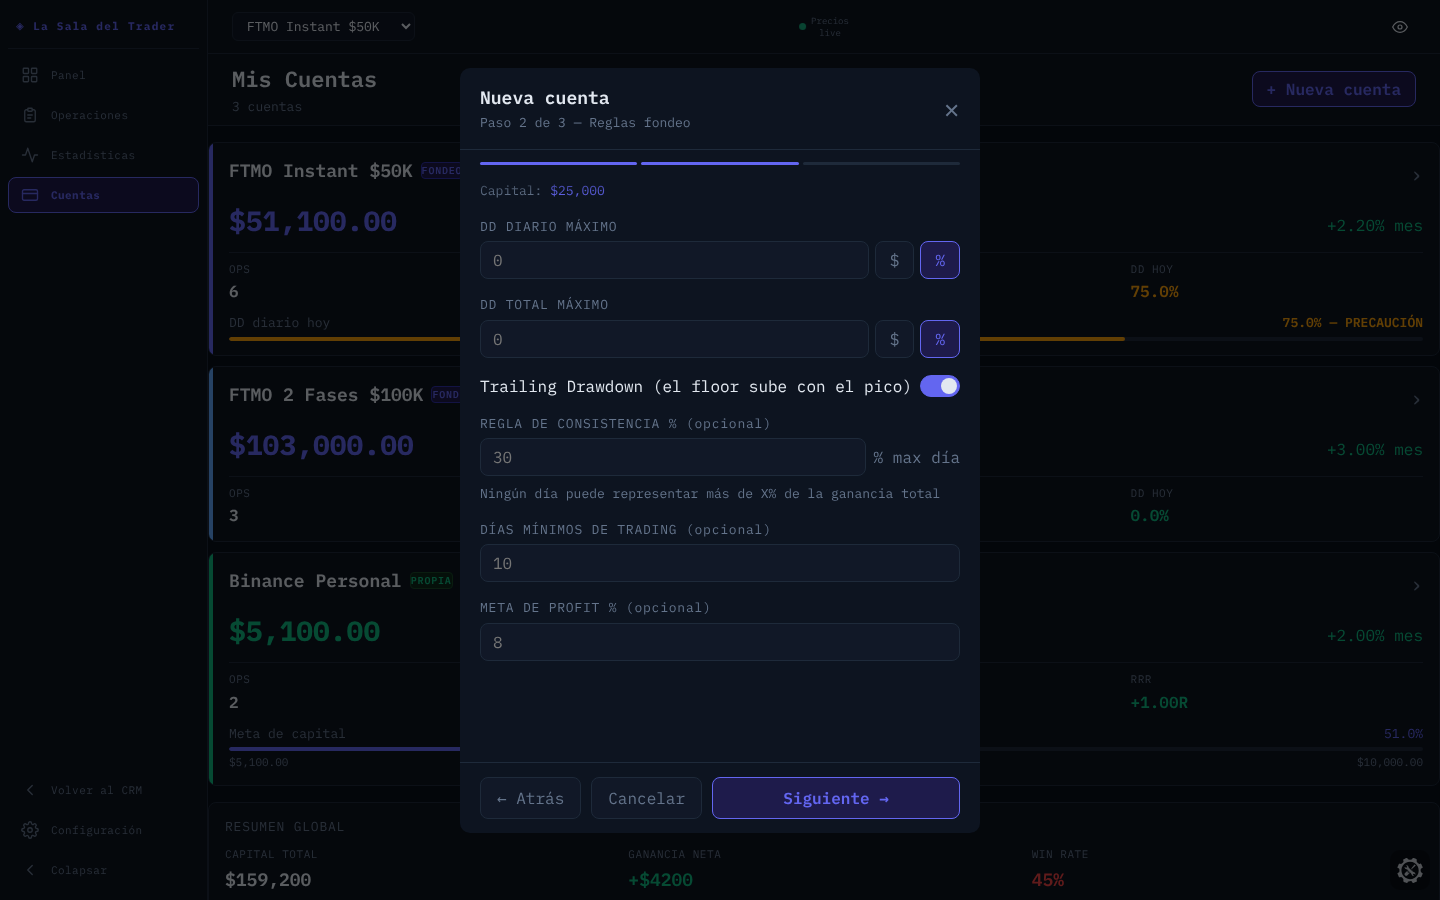 La Sala del Trader
Panel
Operaciones
Estadísticas
Cuentas
Volver al CRM
Configuración
Colapsar
FTMO Instant $50K
Precios
live
Mis Cuentas
3 cuentas
+ Nueva cuenta
FTMO Instant $50K
$51,100.00
+2.20% mes
OPS
6
DD HOY
75.0%
DD diario hoy
75.0% — PRECAUCIÓN
FTMO 2 Fases $100K
$103,000.00
+3.00% mes
OPS
3
DD HOY
0.0%
Binance Personal PROPIA
$5,100.00
+2.00% mes
OPS
2
RRR
+1.00R
Meta de capital
51.0%
$5,100.00
$10,000.00
RESUMEN GLOBAL
CAPITAL TOTAL
$159,200
GANANCIA NETA
+$4200
WIN RATE
45%
Nueva cuenta
Paso 2 de 3 — Reglas fondeo
Capital: $25,000
DD DIARIO MÁXIMO
0
$
%
DD TOTAL MÁXIMO
0
$
%
Trailing Drawdown (el floor sube con el pico)
REGLA DE CONSISTENCIA % (opcional)
30
% max día
Ningún día puede representar más de X% de la ganancia total
DÍAS MÍNIMOS DE TRADING (opcional)
10
META DE PROFIT % (opcional)
8
← Atrás
Cancelar
Siguiente →